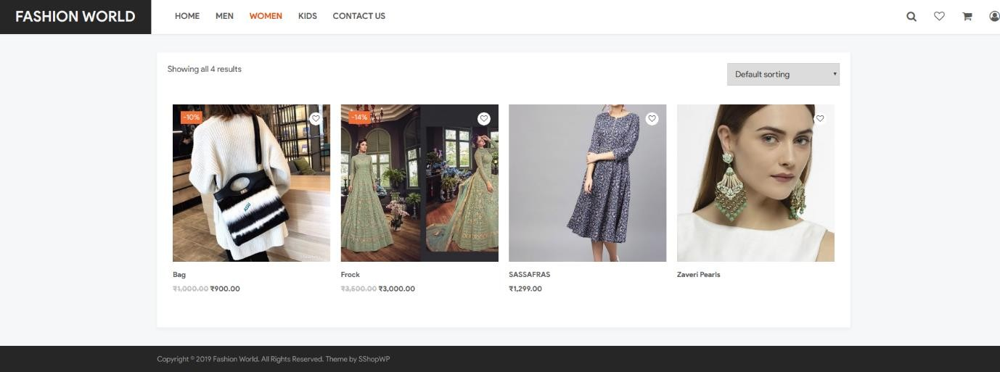 FASHION WORLD
HOME MEN WOMEN KIDS CONTACT US
Showing all 4 results
Default sorting
-10%
-14%
Bag
Frock
SASSAFRAS
Zaveri Pearls
₹1,000.00 ₹900.00
₹3,500.00 ₹3,000.00
₹1,299.00
Copyright © 2019 Fashion World. All Rights Reserved. Theme by SShopWP